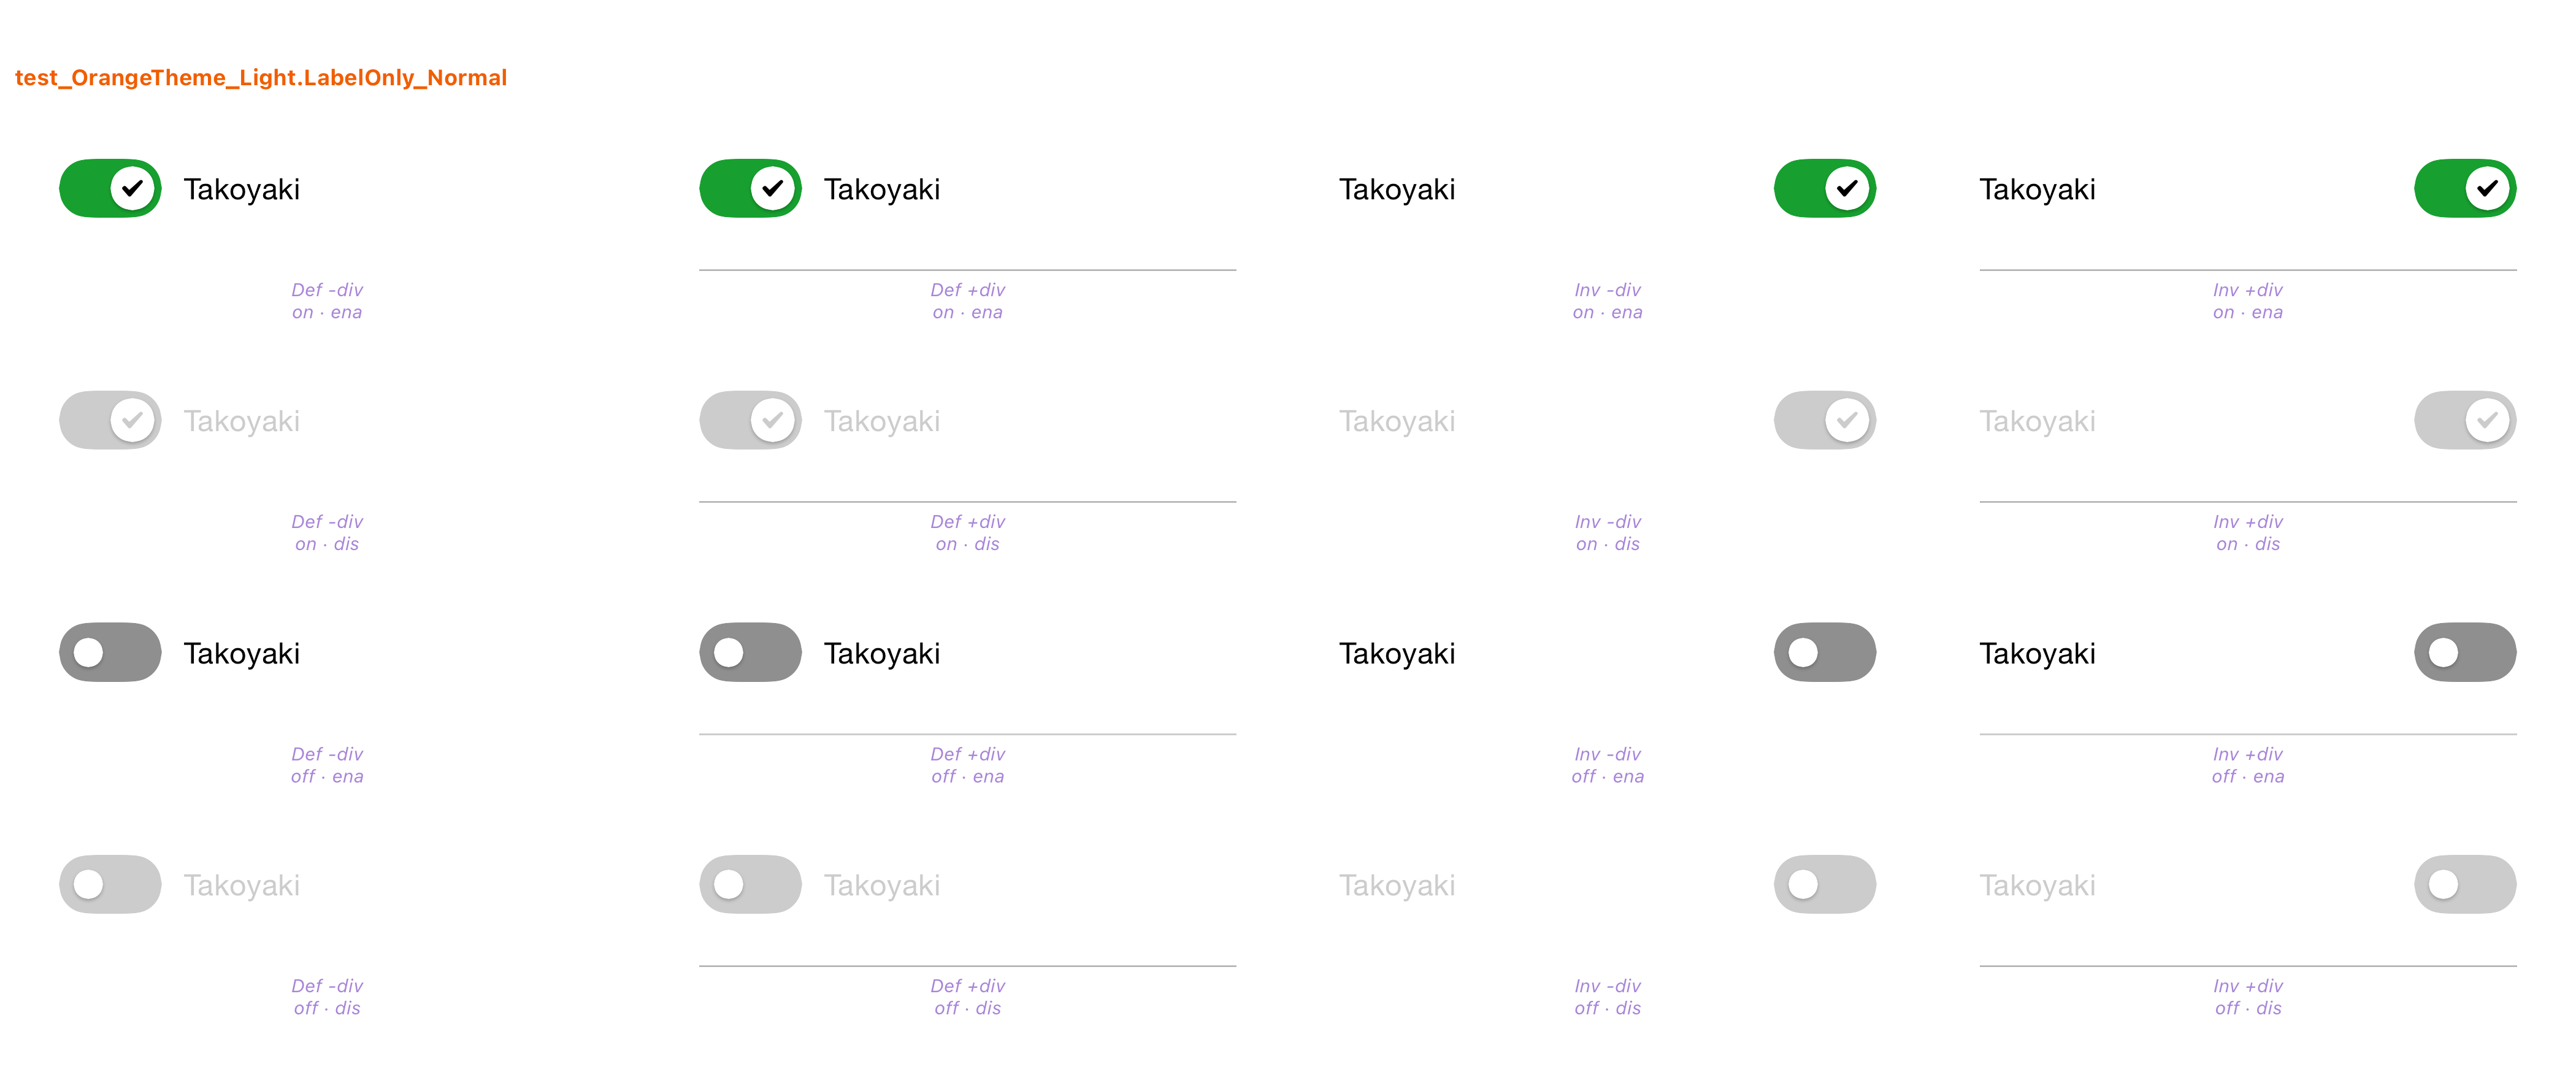 test_OrangeTheme_Light.LabelOnly_Normal
Takoyaki
Takoyaki
Takoyaki
Takoyaki
Def -div
on · ena
Def +div
on · ena
Inv -div
on · ena
Inv +div
on · ena
Takoyaki
Takoyaki
Takoyaki
Takoyaki
Def -div
on · dis
Def +div
on · dis
Inv -div
on · dis
Inv +div
on · dis
Takoyaki
Takoyaki
Takoyaki
Takoyaki
Def -div
off · ena
Def +div
off · ena
Inv -div
off · ena
Inv +div
off · ena
Takoyaki
Takoyaki
Takoyaki
Takoyaki
Def -div
off · dis
Def +div
off · dis
Inv -div
off · dis
Inv +div
off · dis